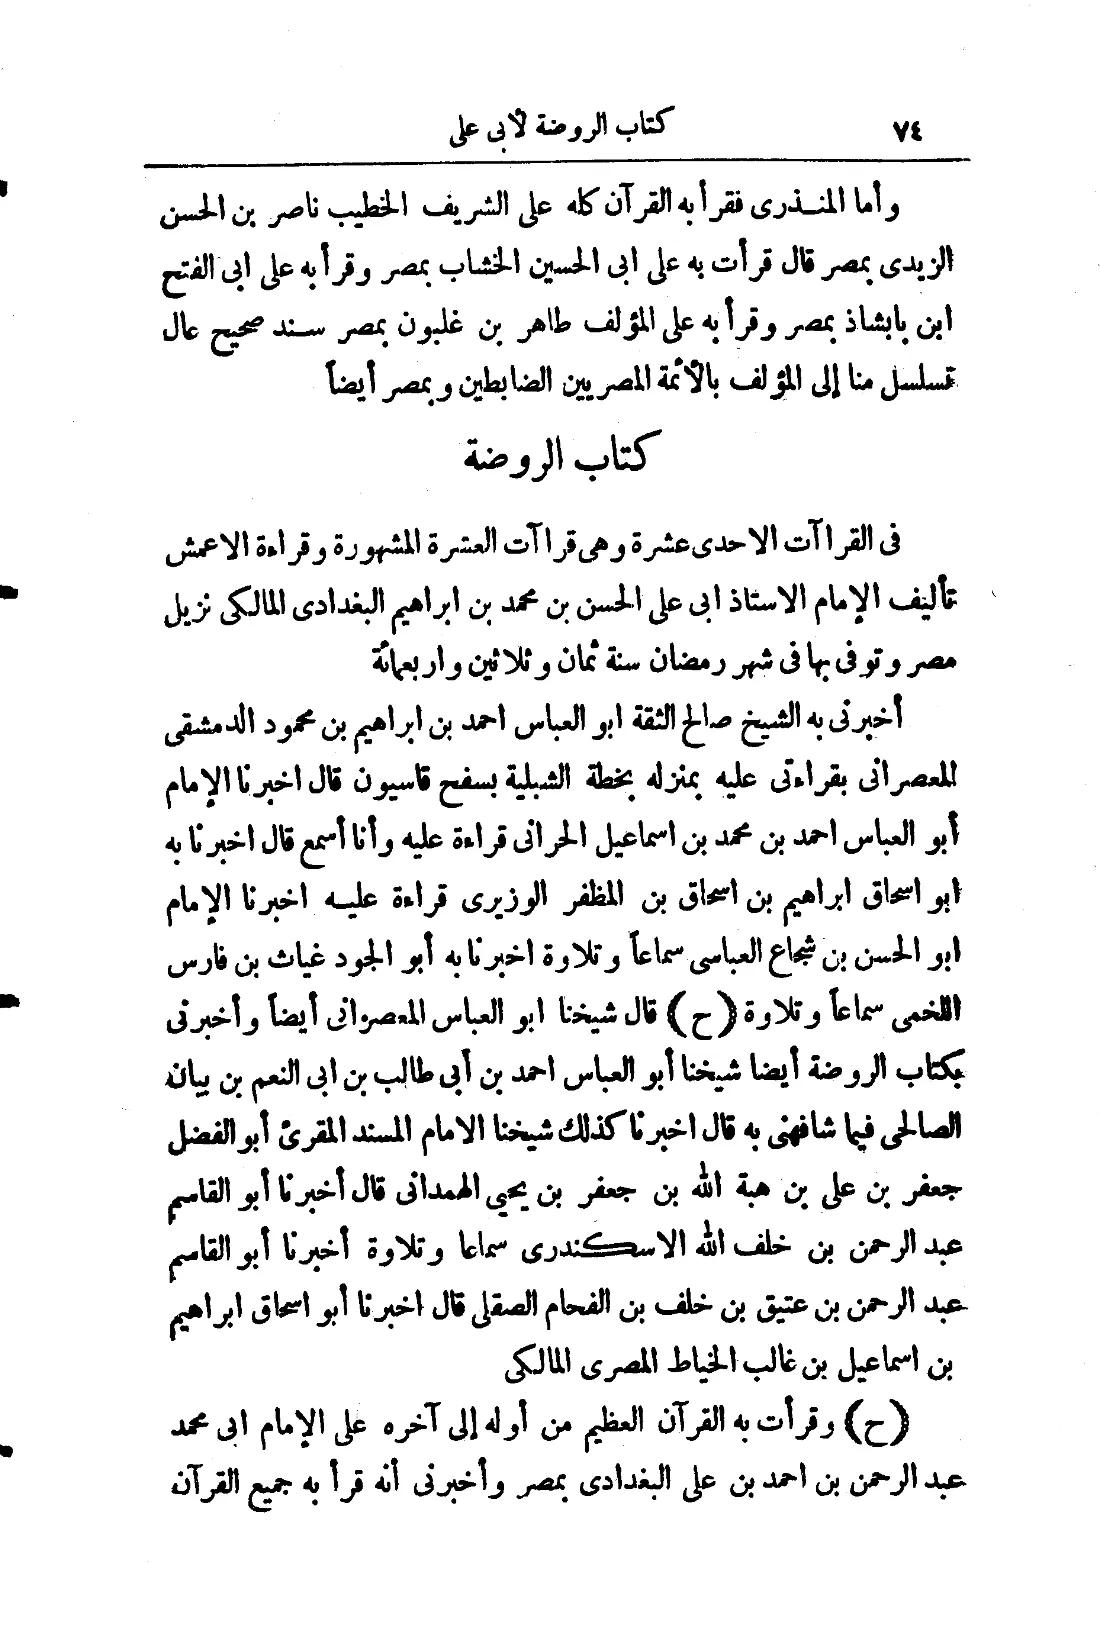 ٧٤ كتاب الروضة لأبى على
وأما المنذرى فقرأ به القرآن كله على الشريف الخطيب ناصر بن الحسن
الزيدى بمصر قال قرأت به على ابى الحسين الخشاب بمصر وقرأ به على ابى الفتح
ابن بابشاذ بمصر وقرأ به على المؤلف طاهر بن غلبون بمصر سند صحيح عال
تسلسل منا إلى المؤلف بالأئمة المصريين الضابطين وبمصر أيضاً
كتاب الروضة
فى القراآت الاحدى عشرة وهى قراآت العشرة المشهورة وقراءة الاعمش
تأليف الإمام الاستاذ ابى على الحسن بن محمد بن ابراهيم البغدادى المالكى نزيل
مصر وتوفى بها فى شهر رمضان سنة ثمان وثلاثين واربعمائة
أخبرنى به الشيخ صالح الثقة ابو العباس احمد بن ابراهيم بن محمود الدمشقى
المعصرانى بقراءتى عليه بمنزله بخطة الشبلية بسفح قاسيون قال اخبرنا الإمام
أبو العباس احمد بن محمد بن اسماعيل الحرانى قراءة عليه وأنا أسمع قال اخبرنا به
ابو اسحاق ابراهيم بن اسحاق بن المظفر الوزيرى قراءة عليه اخبرنا الإمام
ابو الحسن بن شجاع العباسى سماعاً وتلاوة اخبرنا به أبو الجود غياث بن فارس
اللخمى سماعاً وتلاوة (ح) قال شيخنا ابو العباس المعصرانى أيضاً وأخبرنى
بكتاب الروضة أيضا شيخنا أبو العباس احمد بن أبى طالب بن ابى النعم بن بيان
الصالحى فيما شافهنى به قال اخبرنا كذلك شيخنا الامام المسند المقرئ أبو الفضل
جعفر بن على بن هبة الله بن جعفر بن يحيى الهمدانى قال أخبرنا أبو القاسم
عبد الرحمن بن خلف الله الاسكندرى سماعا وتلاوة أخبرنا أبو القاسم
عبد الرحمن بن عتيق بن خلف بن الفحام الصقلى قال اخبرنا أبو اسحاق ابراهيم
بن اسماعيل بن غالب الخياط المصرى المالكى
(ح) وقرأت به القرآن العظيم من أوله إلى آخره على الإمام ابى محمد
عبد الرحمن بن احمد بن على البغدادى بمصر وأخبرنى أنه قرأ به جميع القرآن